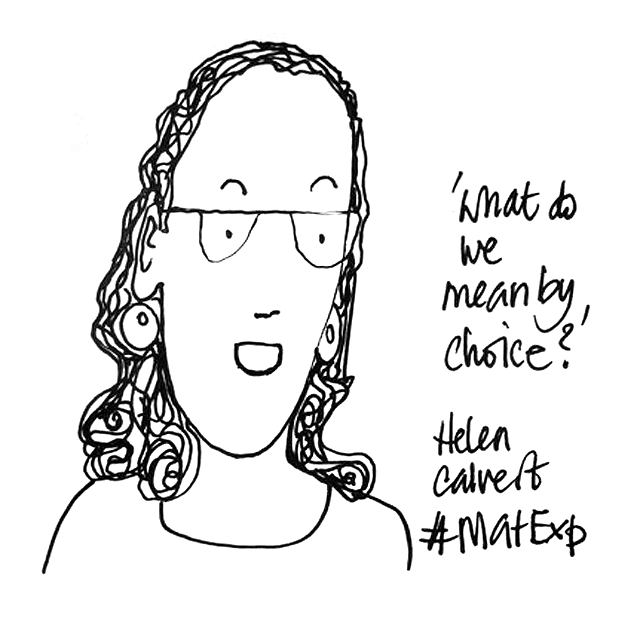 'What do
we
mean by,
choice?'
Helen
Calvert
#MatExp